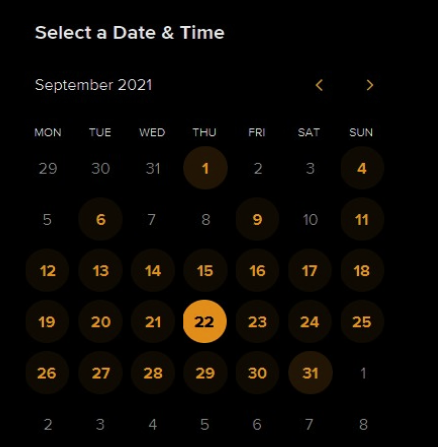 Select a Date & Time
September 2021
MON TUE WED THU FRI SAT SUN
29 30 31 1 2 3 4
5 6 7 8 9 10 11
12 13 14 15 16 17 18
19 20 21 22 23 24 25
26 27 28 29 30 31 1
2 3 4 5 6 7 8